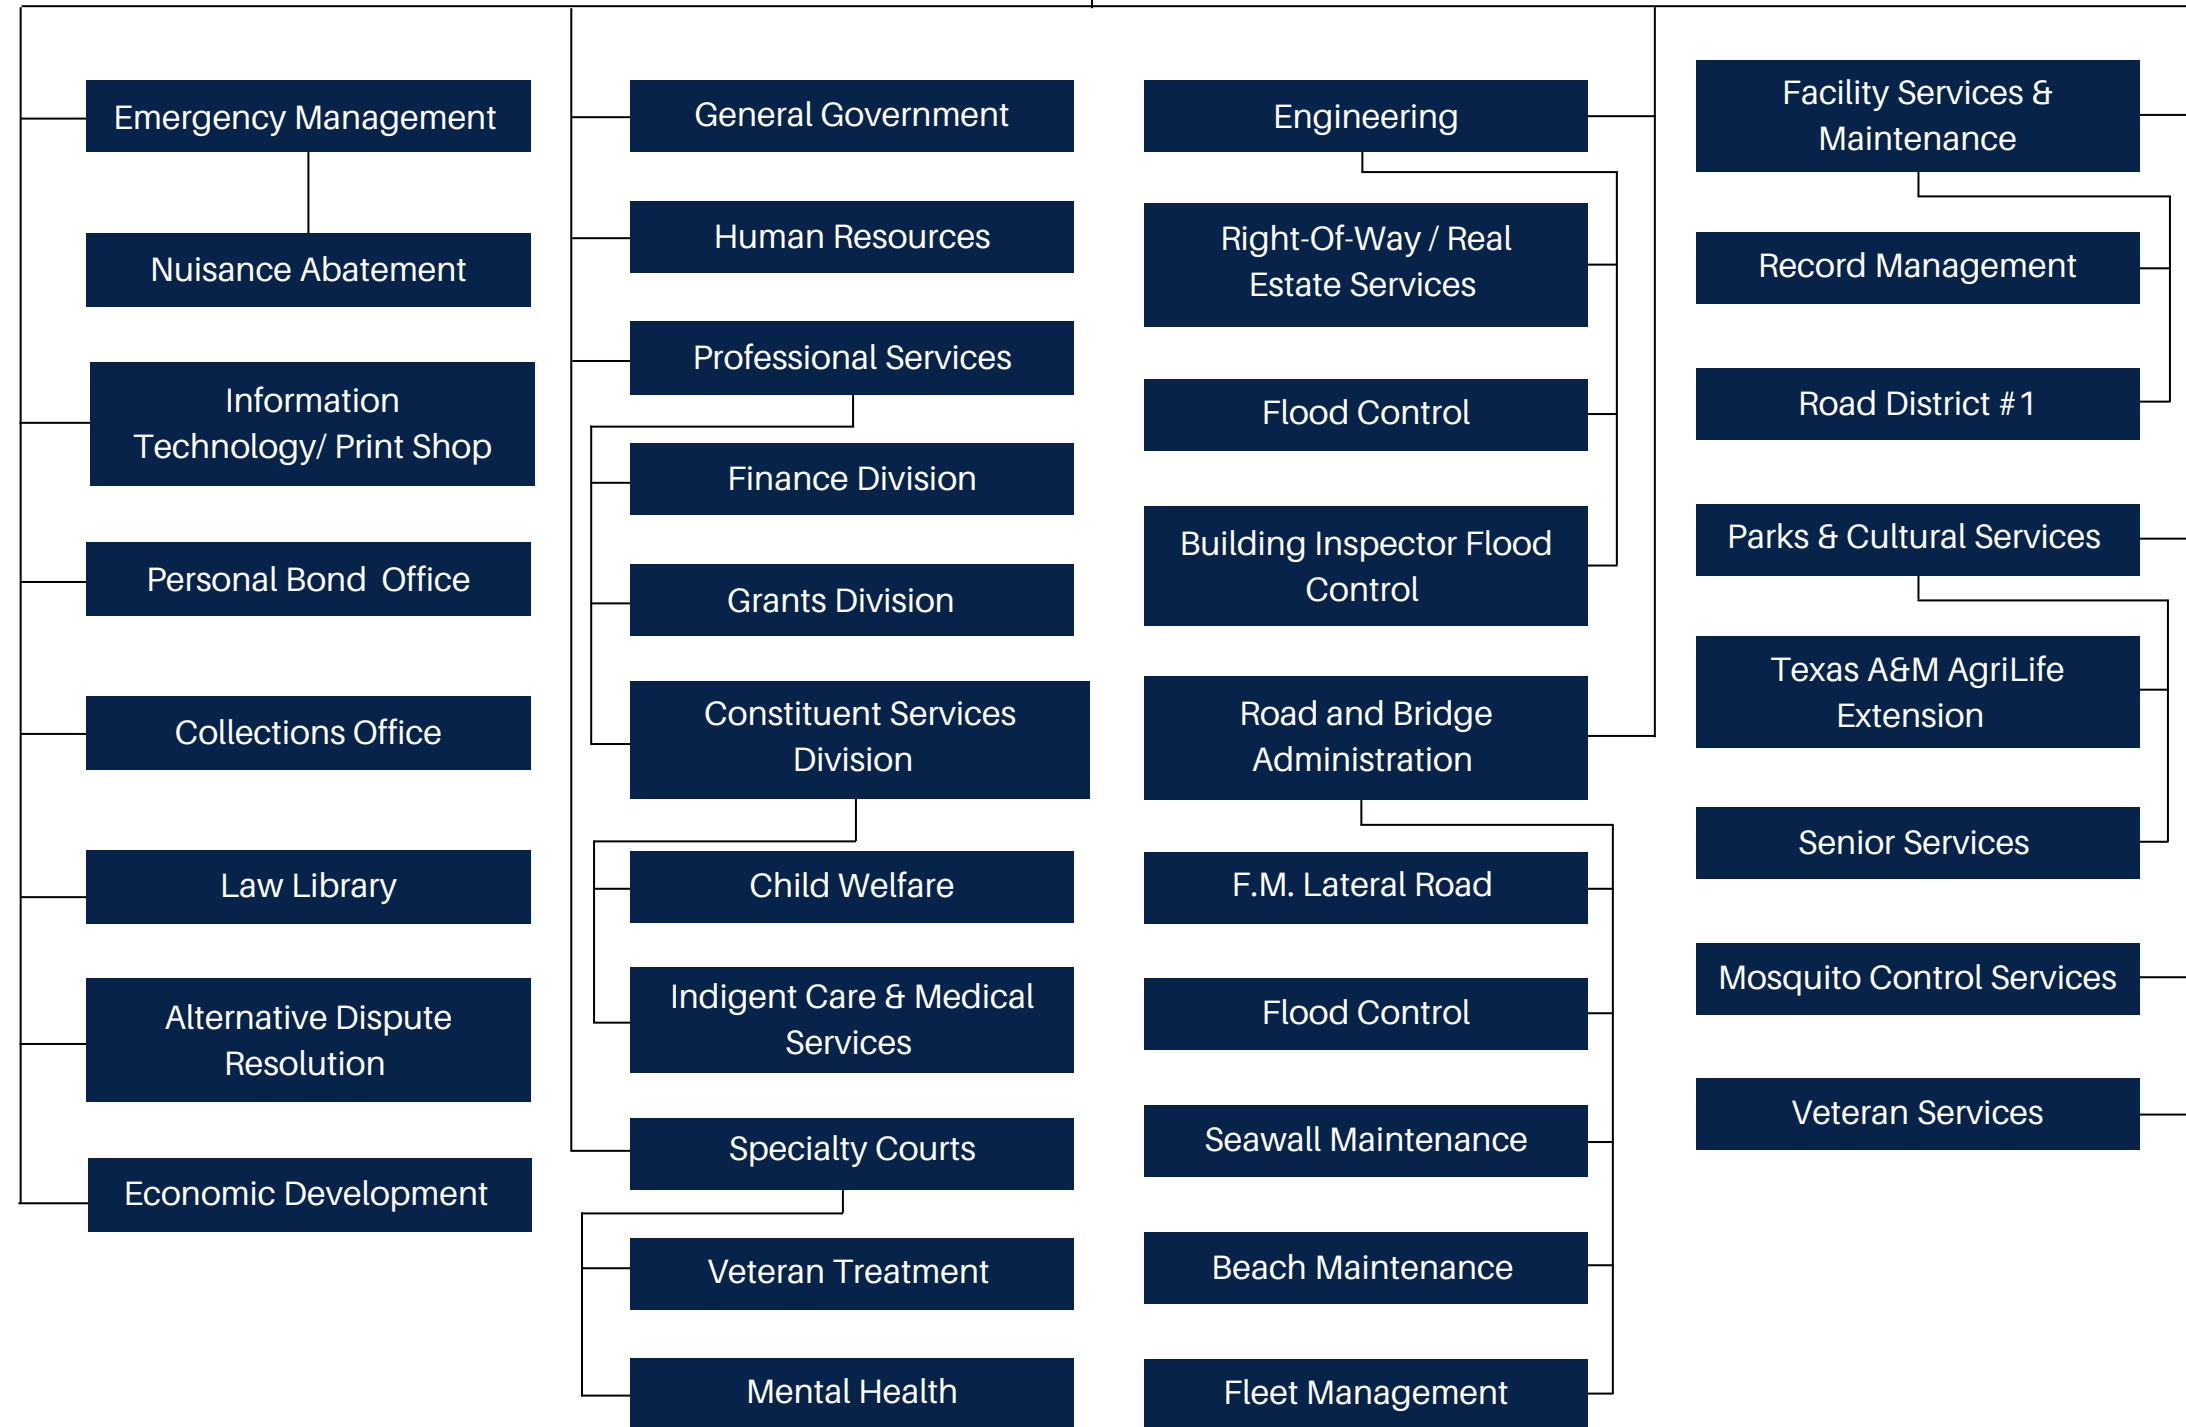 Emergency Management
Nuisance Abatement
Information
Technology/ Print Shop
Personal Bond  Office
Collections Office
Law Library
Alternative Dispute
Resolution
Economic Development
General Government
Human Resources
Professional Services
Finance Division
Grants Division
Constituent Services
Division
Child Welfare
Indigent Care & Medical
Services
Specialty Courts
Veteran Treatment
Mental Health
Engineering
Right-Of-Way / Real
Estate Services
Flood Control
Building Inspector Flood
Control
Road and Bridge
Administration
F.M. Lateral Road
Flood Control
Seawall Maintenance
Beach Maintenance
Fleet Management
Facility Services &
Maintenance
Record Management
Road District #1
Parks & Cultural Services
Texas A&M AgriLife
Extension
Senior Services
Mosquito Control Services
Veteran Services